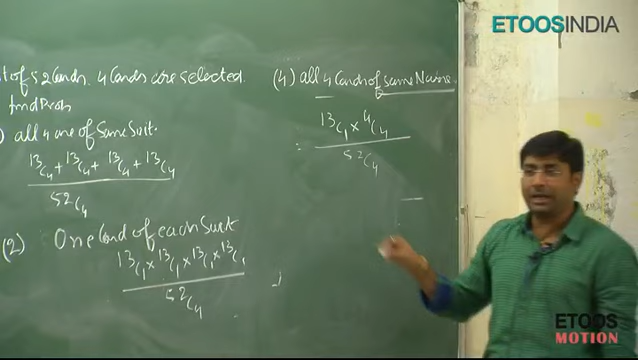 t of 52 Cards. 4 Cards are selected.
find Prob
) all 4 are of Same Suit.
¹³C₄ + ¹³C₄ + ¹³C₄ + ¹³C₄
52C₄
(2) One Card of each Suit
¹³C₁ × ¹³C₁ × ¹³C₁ × ¹³C₁
52C₄
(4) all 4 Cards of same Name.
= ¹³C₁ × ⁴C₄
52C₄
ETOOSINDIA
ETOOS
MOTION